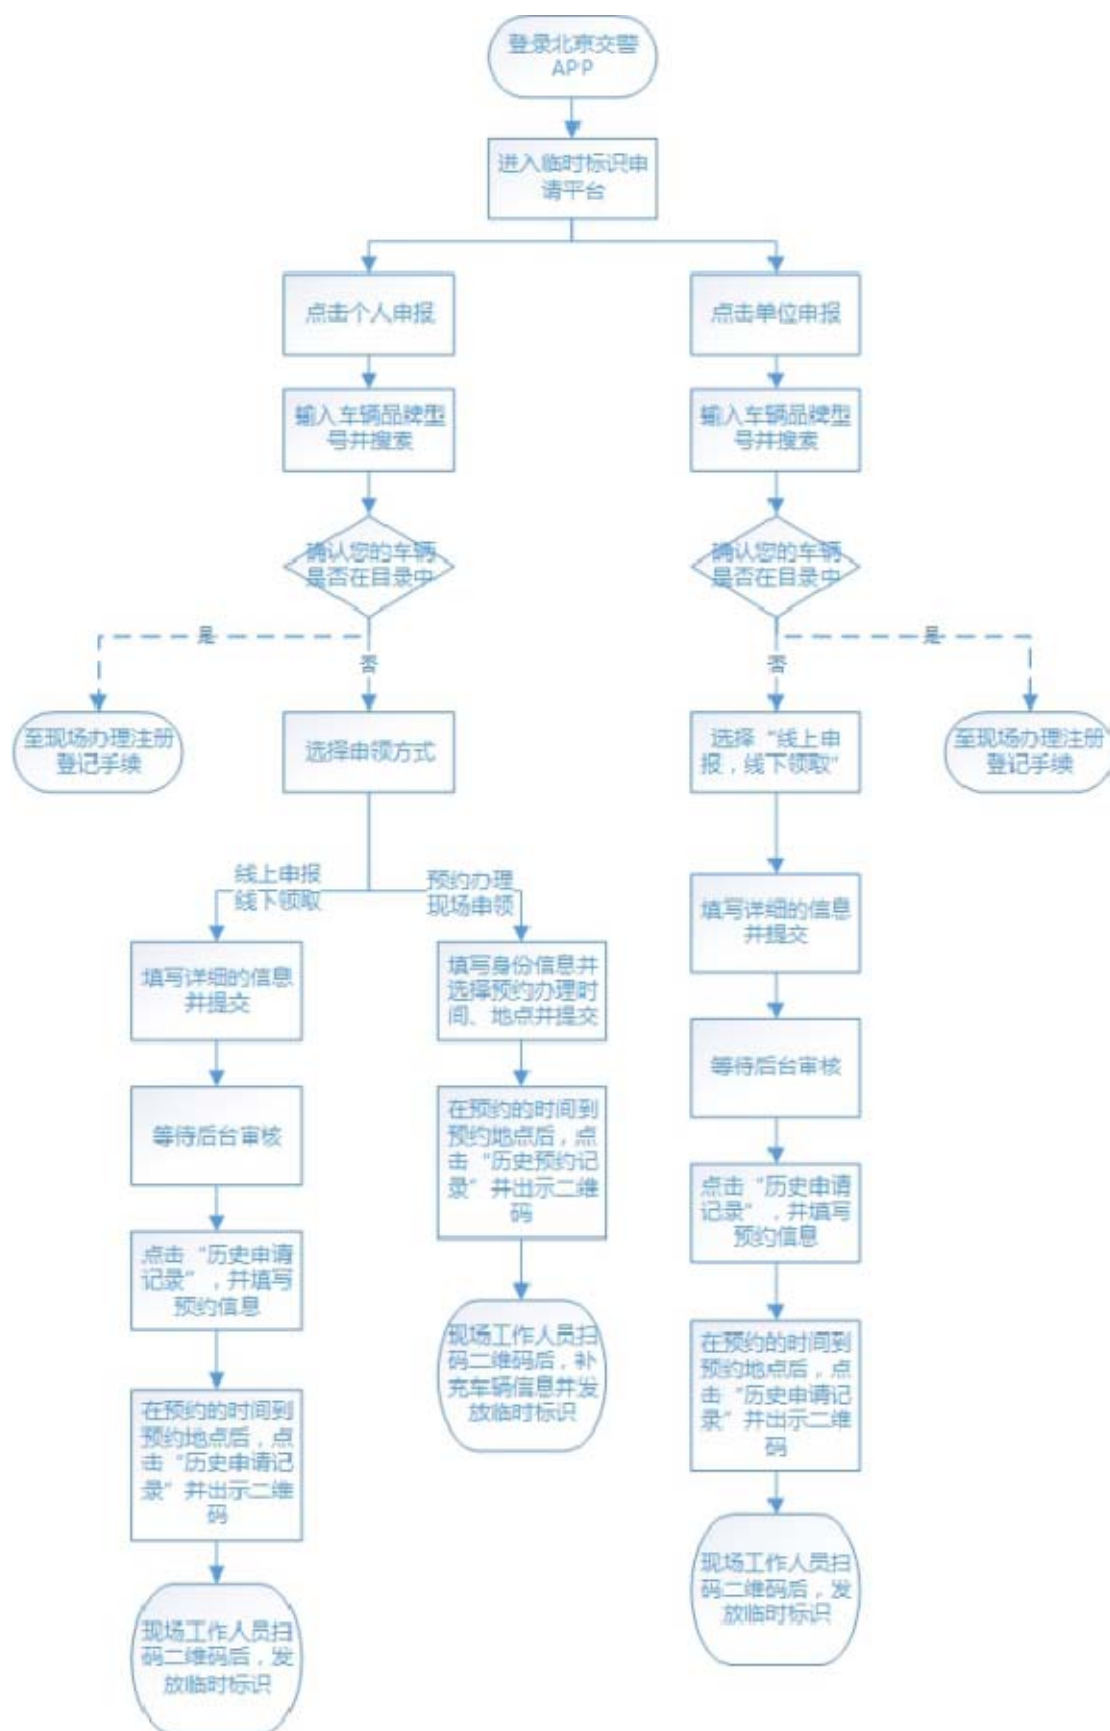 登录北京交警
APP
进入临时标识申
请平台
点击个人申报
点击单位申报
输入车辆品牌型
号并搜素
输入车辆品牌型
号并搜素
确认您的车辆
是否在目录中
确认您的车辆
是否在目录中
是
否
否
是
至现场办理注册
登记手续
选择申领方式
选择“线上申
报，线下领取”
至现场办理注册
登记手续
线上申报
线下领取
预约办理
现场申领
填写详细的信息
并提交
填写详细的信息
并提交
填写身份信息并
选择预约办理时
间、地点并提交
等待后台审核
等待后台审核
在预约的时间到
预约地点后，点
击“历史预约记
录”并出示二维
码
点击“历史申请
记录”，并填写
预约信息
点击“历史申请
记录”，并填写
预约信息
现场工作人员扫
码二维码后，补
充车辆信息并发
放临时标识
在预约的时间到
预约地点后，点
击“历史申请记
录”并出示二维
码
在预约的时间到
预约地点后，点
击“历史申请记
录”并出示二维
码
现场工作人员扫
码二维码后，发
放临时标识
现场工作人员扫
码二维码后，发
放临时标识